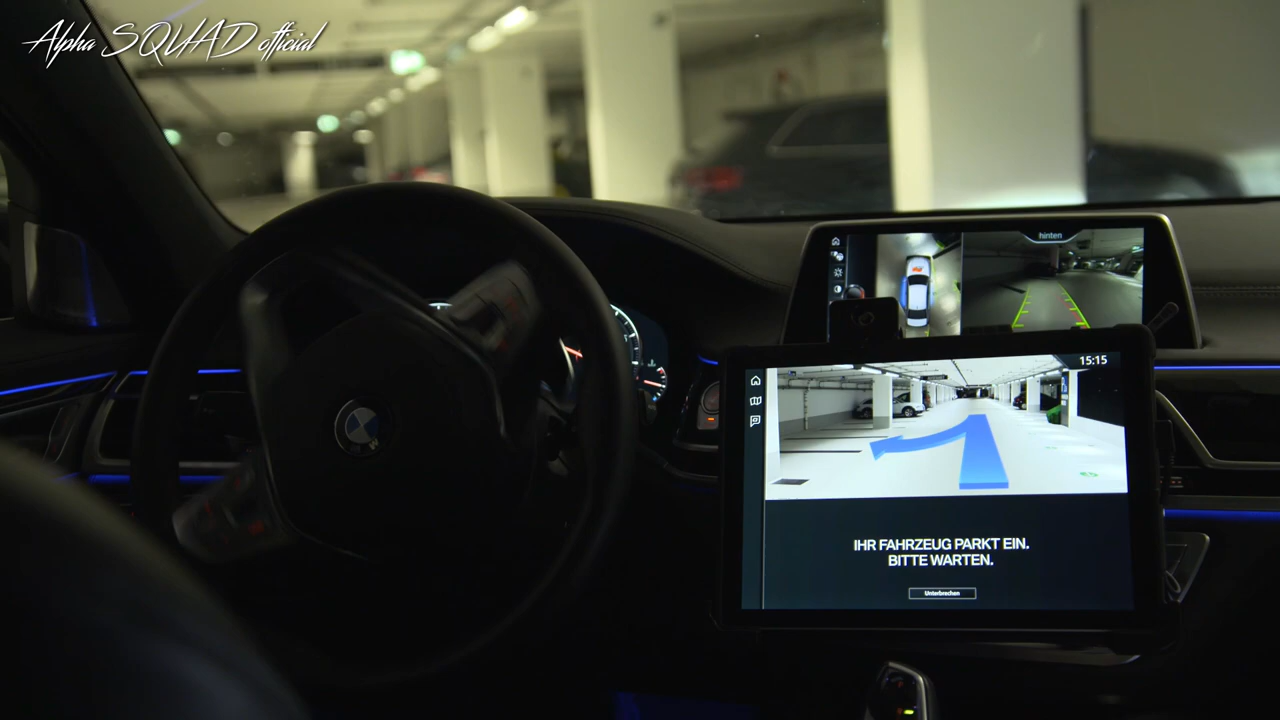 Alpha SQUAD official
hinten
15:15
IHR FAHRZEUG PARKT EIN.
BITTE WARTEN.
Unterbrechen